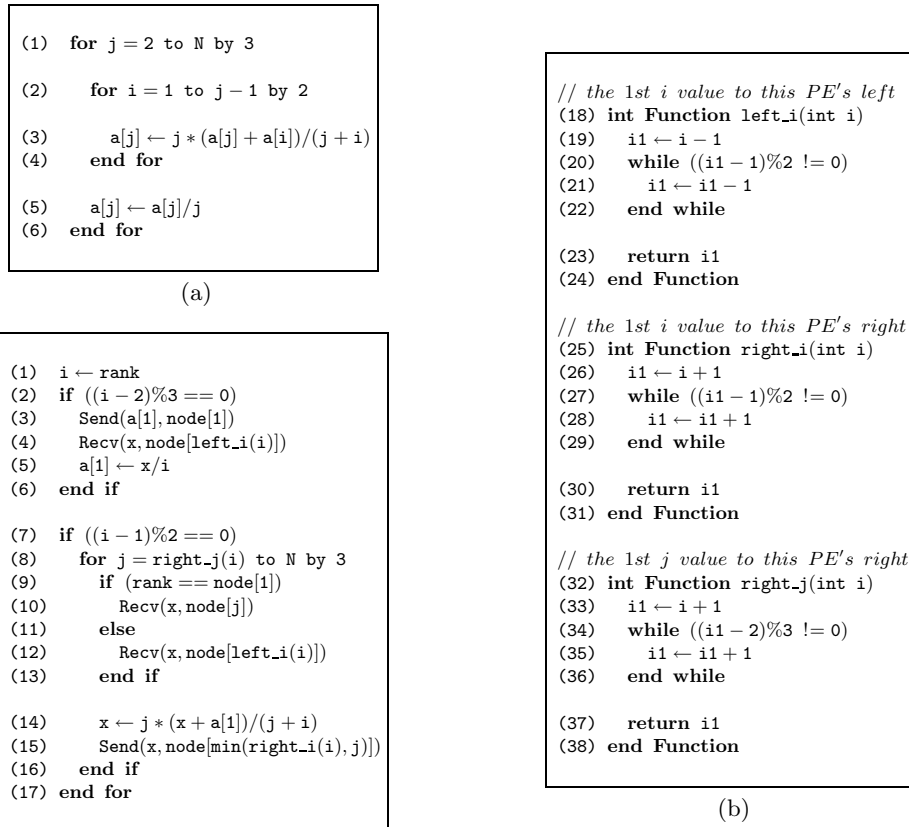 (1) for j = 2 to N by 3
(2) for i = 1 to j − 1 by 2
(3) a[j] ← j ∗ (a[j] + a[i])/(j + i)
(4) end for
(5) a[j] ← a[j]/j
(6) end for
(a)
(1) i ← rank
(2) if ((i − 2)%3 == 0)
(3) Send(a[1], node[1])
(4) Recv(x, node[left_i(i)])
(5) a[1] ← x/i
(6) end if
(7) if ((i − 1)%2 == 0)
(8) for j = right_j(i) to N by 3
(9) if (rank == node[1])
(10) Recv(x, node[j])
(11) else
(12) Recv(x, node[left_i(i)])
(13) end if
(14) x ← j ∗ (x + a[1])/(j + i)
(15) Send(x, node[min(right_i(i), j)])
(16) end if
(17) end for
// the 1st i value to this PE′s left
(18) int Function left_i(int i)
(19) i1 ← i − 1
(20) while ((i1 − 1)%2 != 0)
(21) i1 ← i1 − 1
(22) end while
(23) return i1
(24) end Function
// the 1st i value to this PE′s right
(25) int Function right_i(int i)
(26) i1 ← i + 1
(27) while ((i1 − 1)%2 != 0)
(28) i1 ← i1 + 1
(29) end while
(30) return i1
(31) end Function
// the 1st j value to this PE′s right
(32) int Function right_j(int i)
(33) i1 ← i + 1
(34) while ((i1 − 2)%3 != 0)
(35) i1 ← i1 + 1
(36) end while
(37) return i1
(38) end Function
(b)